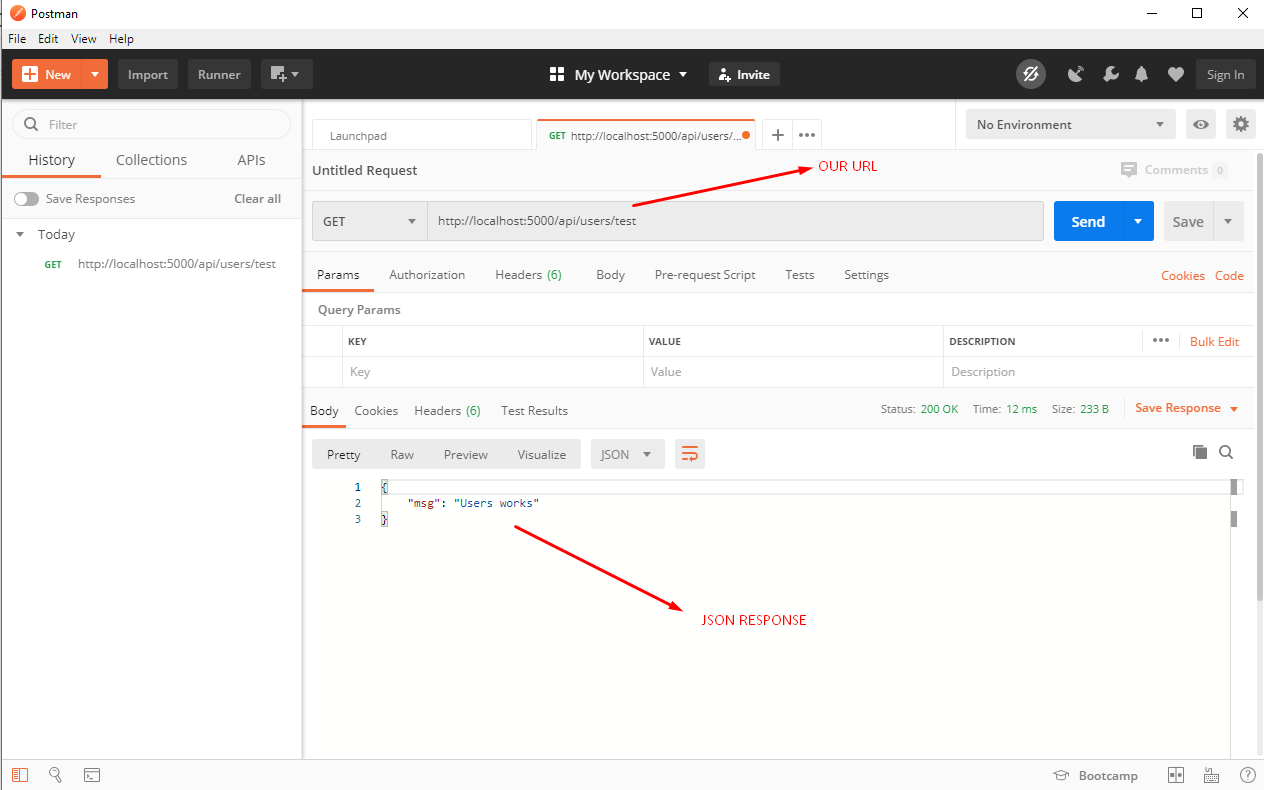 Postman
File Edit View Help
New Import Runner My Workspace Invite Sign In
Filter
History Collections APIs
Save Responses Clear all
Today
GET http://localhost:5000/api/users/test
Launchpad GET http://localhost:5000/api/users/... No Environment
Untitled Request OUR URL Comments 0
GET http://localhost:5000/api/users/test Send Save
Params Authorization Headers (6) Body Pre-request Script Tests Settings Cookies Code
Query Params
KEY VALUE DESCRIPTION Bulk Edit
Key Value Description
Body Cookies Headers (6) Test Results Status: 200 OK Time: 12 ms Size: 233 B Save Response
Pretty Raw Preview Visualize JSON
1 {
2 "msg": "Users works"
3 }
JSON RESPONSE
Bootcamp